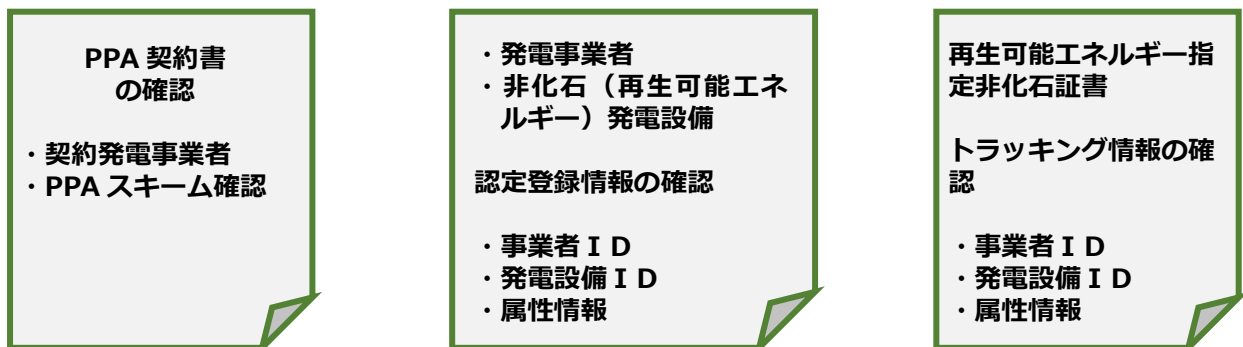 PPA 契約書
の確認
・契約発電事業者
・PPA スキーム確認
・発電事業者
・非化石（再生可能エネ
ルギー）発電設備
認定登録情報の確認
・事業者ＩＤ
・発電設備ＩＤ
・属性情報
再生可能エネルギー指
定非化石証書
トラッキング情報の確
認
・事業者ＩＤ
・発電設備ＩＤ
・属性情報